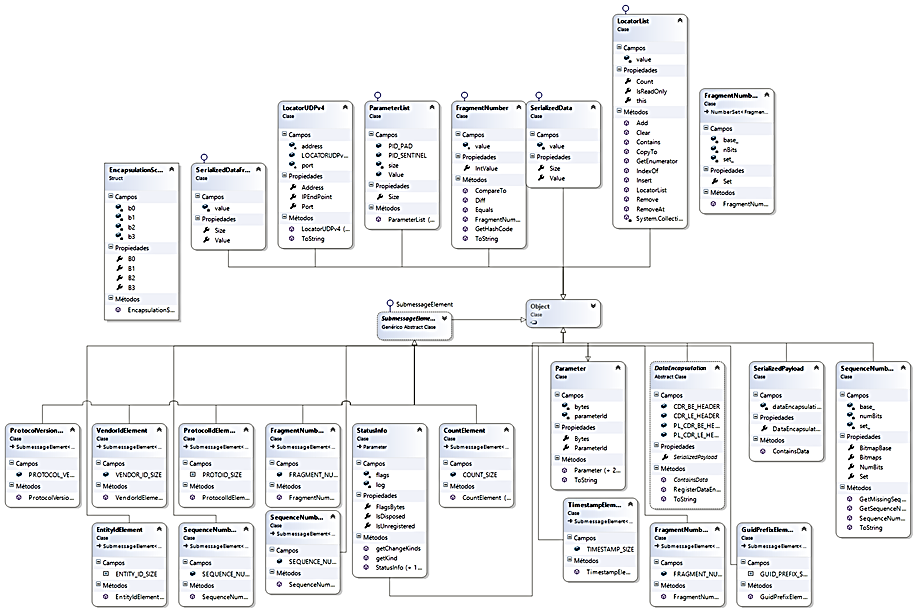 LocatorList
Clase
Campos
value
Propiedades
Count
IsReadOnly
this
Métodos
Add
Clear
Contains
CopyTo
GetEnumerator
IndexOf
Insert
LocatorList
Remove
RemoveAt
System.Collecti...
FragmentNumb...
Clase
NumberSet<Fragmen...
Campos
base_
nBits
set_
Propiedades
Set
Métodos
FragmentNum...
LocatorUDPv4
Clase
Campos
address
LOCATORUDPv...
port
Propiedades
Address
IPEndPoint
Port
Métodos
LocatorUDPv4 (...
ToString
ParameterList
Clase
Campos
PID_PAD
PID_SENTINEL
size
Value
Propiedades
Size
Métodos
ParameterList (...
FragmentNumber
Clase
Campos
value
Propiedades
IntValue
Métodos
CompareTo
Diff
Equals
FragmentNum...
GetHashCode
ToString
SerializedData
Clase
Campos
value
Propiedades
Size
Value
EncapsulationSc...
Struct
Campos
b0
b1
b2
b3
Propiedades
B0
B1
B2
B3
Métodos
EncapsulationS...
SerializedDataFr...
Clase
Campos
value
Propiedades
Size
Value
SubmessageElement
SubmessageEleme...
Genérico Abstract Clase
Object
Clase
Parameter
Clase
Campos
bytes
parameterId
Propiedades
Bytes
ParameterId
Métodos
Parameter (+ 2...
ToString
DataEncapsulation
Abstract Clase
Campos
CDR_BE_HEADER
CDR_LE_HEADER
PL_CDR_BE_HE...
PL_CDR_LE_HE...
Propiedades
SerializedPayload
Métodos
ContainsData
RegisterDataEn...
ToString
SerializedPayload
Clase
Campos
dataEncapsulati...
Propiedades
DataEncapsulat...
Métodos
ContainsData
SequenceNumb...
Clase
Campos
base_
numBits
set_
Propiedades
BitmapBase
Bitmaps
NumBits
Set
Métodos
GetMissingSeq...
GetSequenceN...
SequenceNum...
ToString
ProtocolVersion...
Clase
SubmessageElement<...
Campos
PROTOCOL_VE...
Métodos
ProtocolVersio...
VendorIdElement
Clase
SubmessageElement<...
Campos
VENDOR_ID_SIZE
Métodos
VendorIdEleme...
ProtocolIdElem...
Clase
SubmessageElement<...
Campos
PROTOID_SIZE
Métodos
ProtocolIdElem...
FragmentNumb...
Clase
SubmessageElement<...
Campos
FRAGMENT_NU...
Métodos
FragmentNum...
StatusInfo
Clase
Parameter
Campos
flags
log
Propiedades
FlagsBytes
IsDisposed
IsUnregistered
Métodos
getChangeKinds
getKind
StatusInfo (+ 1...
CountElement
Clase
SubmessageElement<...
Campos
COUNT_SIZE
Métodos
CountElement (...
EntityIdElement
Clase
SubmessageElement<...
Campos
ENTITY_ID_SIZE
Métodos
EntityIdElement...
SequenceNumb...
Clase
SubmessageElement<...
Campos
SEQUENCE_NU...
Métodos
SequenceNum...
SequenceNumb...
Clase
SubmessageElement<...
Campos
SEQUENCE_NU...
Métodos
SequenceNum...
TimestampElem...
Clase
SubmessageElement<...
Campos
TIMESTAMP_SIZE
Métodos
TimestampEle...
FragmentNumb...
Clase
SubmessageElement<...
Campos
FRAGMENT_NU...
Métodos
FragmentNum...
GuidPrefixElem...
Clase
SubmessageElement<...
Campos
GUID_PREFIX_S...
Métodos
GuidPrefixElem...